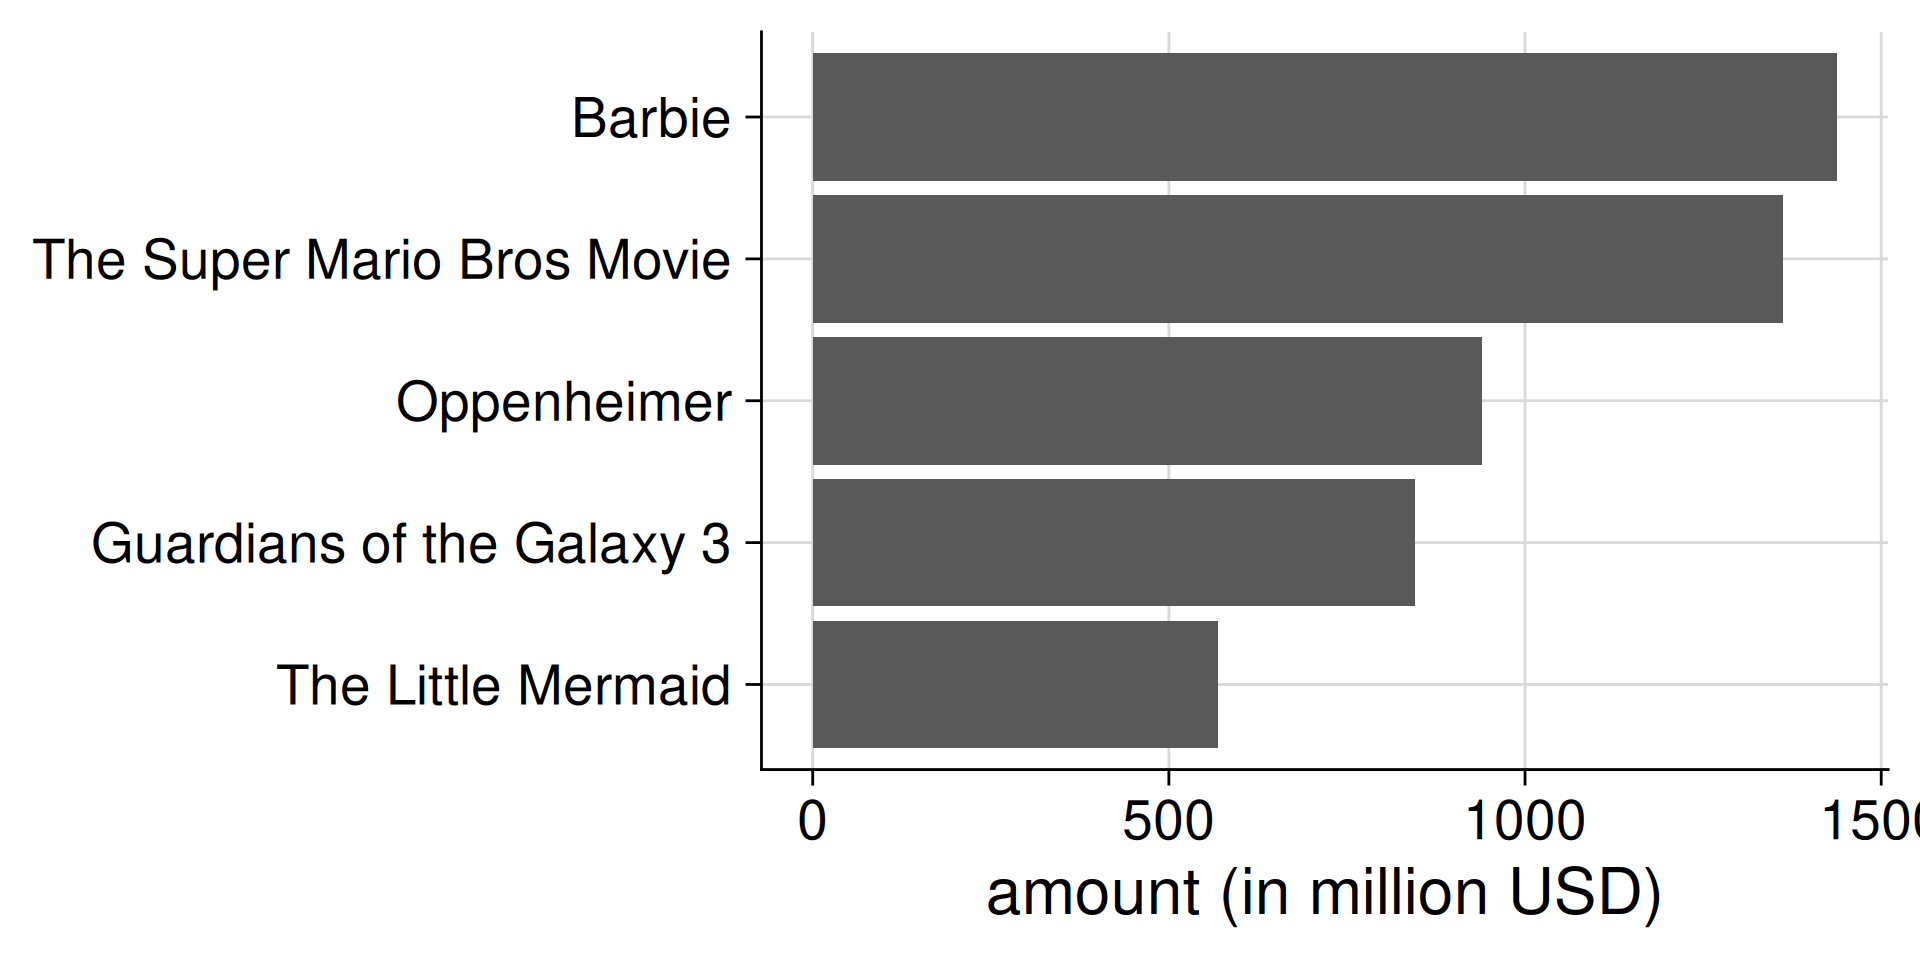 Barbie
The Super Mario Bros Movie
Oppenheimer
Guardians of the Galaxy 3
The Little Mermaid
0 500 1000 1500
amount (in million USD)